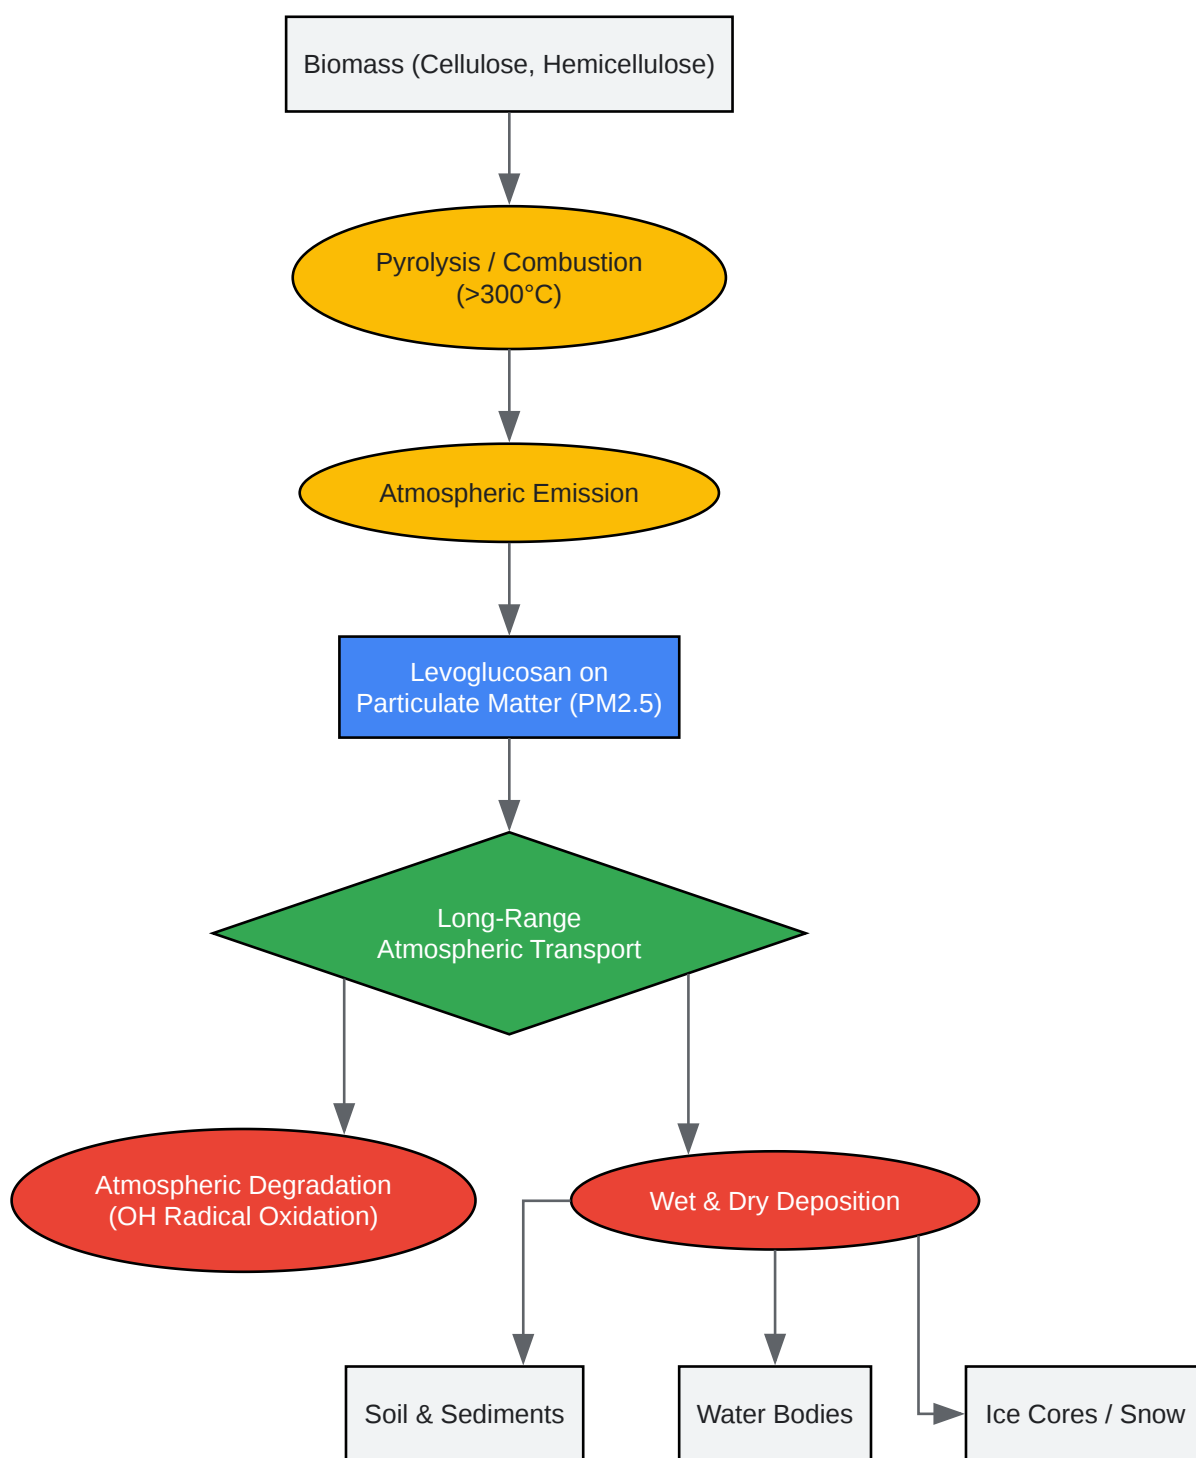 Biomass (Cellulose, Hemicellulose)
Pyrolysis / Combustion
(>300°C)
Atmospheric Emission
Levoglucosan on
Particulate Matter (PM2.5)
Long-Range
Atmospheric Transport
Atmospheric Degradation
(OH Radical Oxidation)
Wet & Dry Deposition
Soil & Sediments
Water Bodies
Ice Cores / Snow